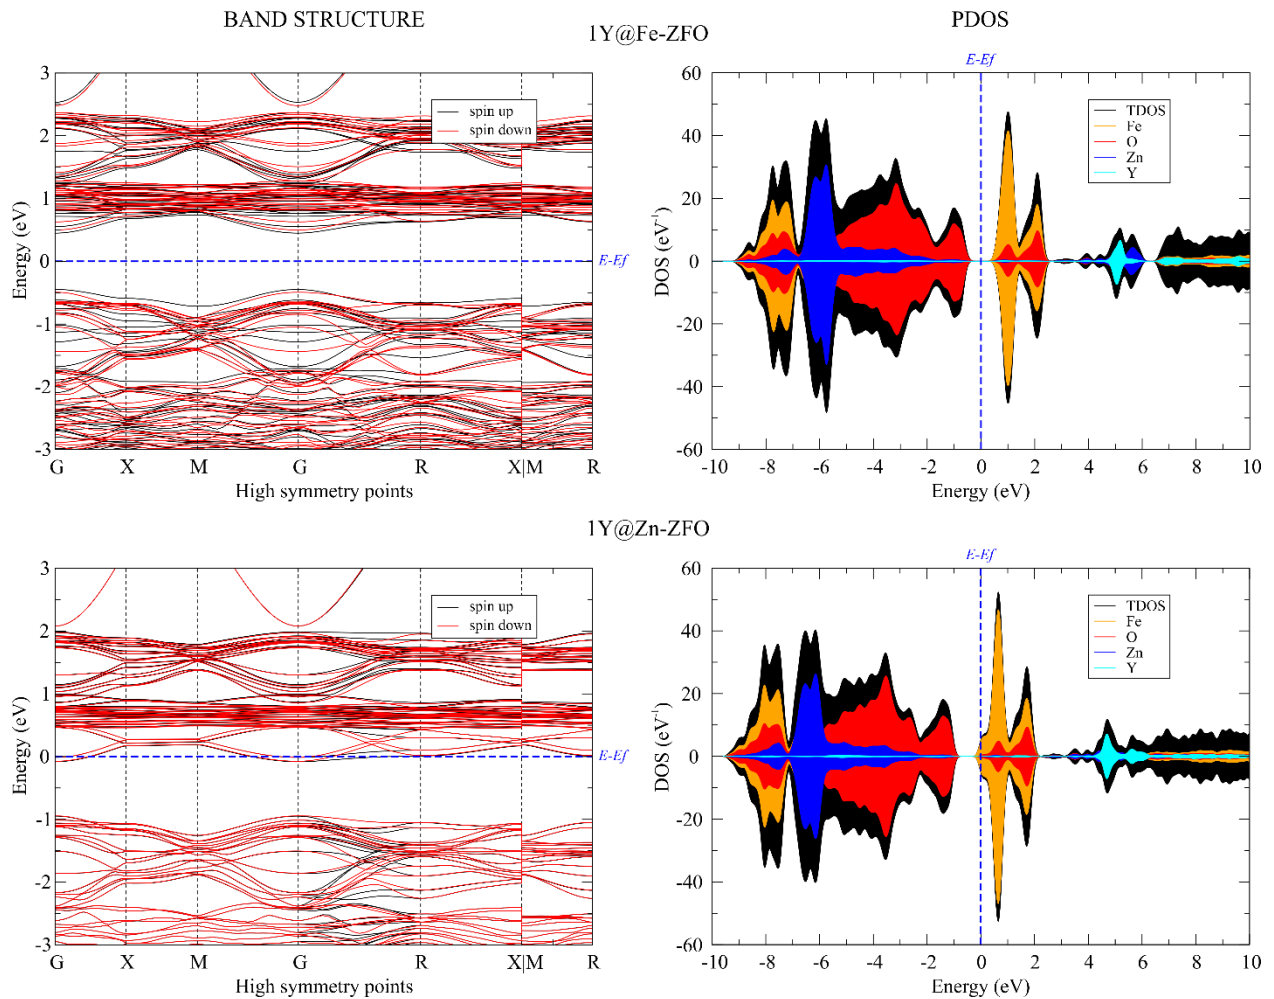 BAND STRUCTURE
PDOS
1Y@Fe-ZFO
3
2
1
0
-1
-2
-3
Energy (eV)
spin up
spin down
E-Ef
G X M G R X|M R
High symmetry points
E-Ef
60
40
20
0
-20
-40
-60
DOS (eV-1)
TDOS
Fe
O
Zn
Y
-10 -8 -6 -4 -2 0 2 4 6 8 10
Energy (eV)
1Y@Zn-ZFO
3
2
1
0
-1
-2
-3
Energy (eV)
spin up
spin down
E-Ef
G X M G R X|M R
High symmetry points
E-Ef
60
40
20
0
-20
-40
-60
DOS (eV-1)
TDOS
Fe
O
Zn
Y
-10 -8 -6 -4 -2 0 2 4 6 8 10
Energy (eV)